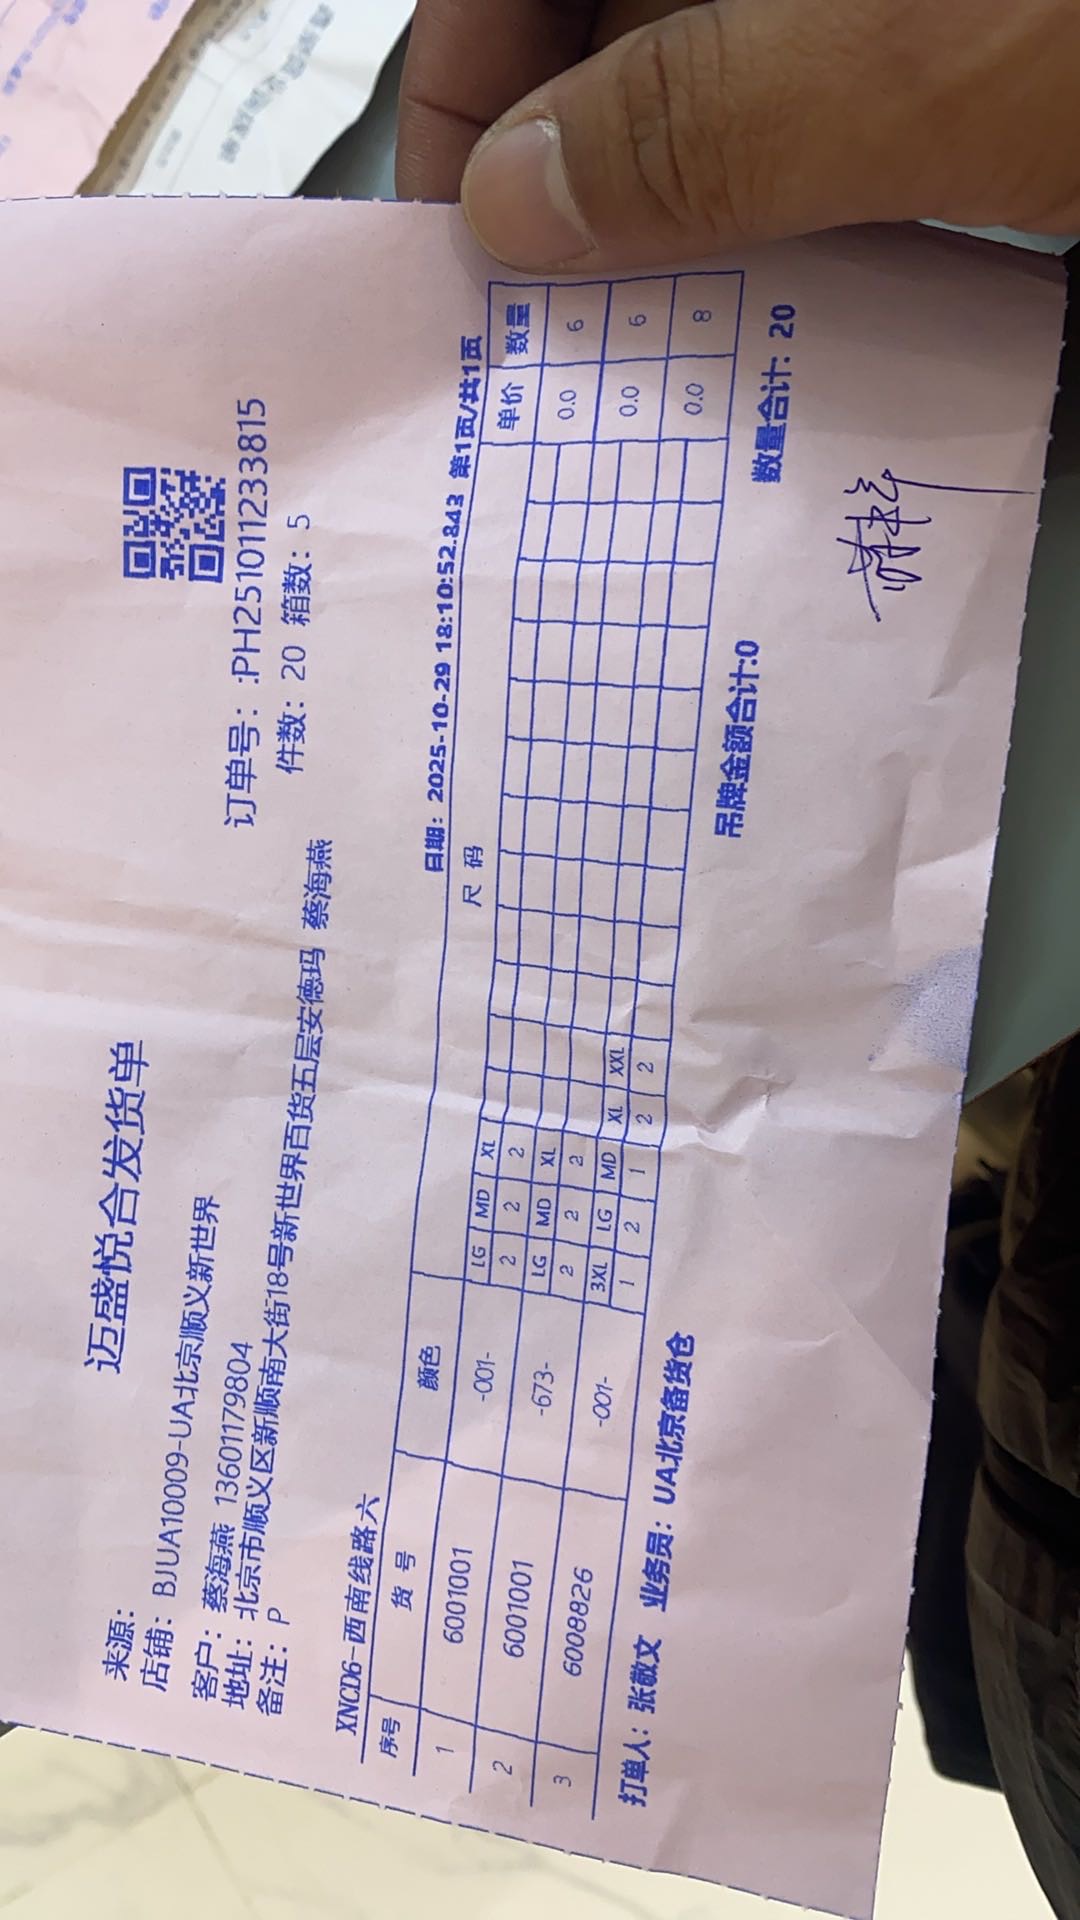 迈盛悦合发货单
来源：
店铺：BJUA10009-UA北京顺义新世界
订单号：:PH251011233815
客户：蔡海燕 13601179804
件数：20 箱数：5
地址：北京市顺义区新顺南大街18号新世界百货五层安德玛 蔡海燕
备注：P
XNCD6-西南线路六
日期：2025-10-29 18:10:52.843 第1页/共1页
序号 货号 颜色 尺码 单价 数量
1 6001001 -001- LG MD XL 0.0 6
2 2 2
2 6001001 -673- LG MD XL 0.0 6
2 2 2
3 6008826 -001- 3XL LG MD XL XXL 0.0 8
1 2 1 2 2
打单人：张敏文 业务员：UA北京备货仓 吊牌金额合计:0 数量合计：20